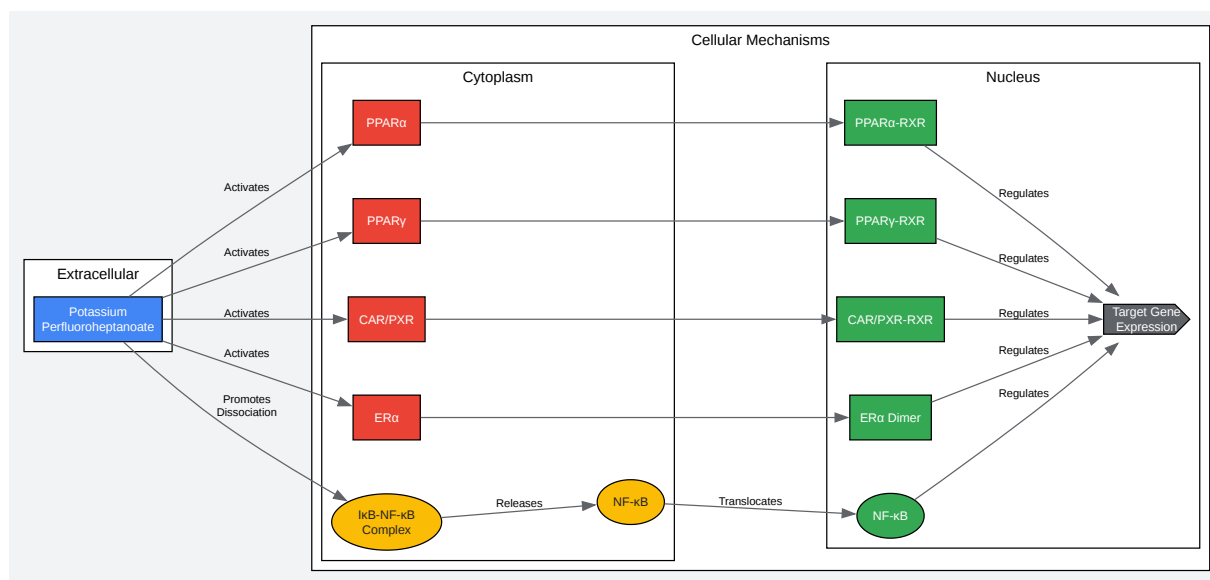 Cellular Mechanisms
Cytoplasm
Nucleus
PPARα
PPARα-RXR
Activates
Regulates
PPARγ
PPARγ-RXR
Activates
Regulates
Extracellular
Potassium
Perfluoroheptanoate
Activates
CAR/PXR
CAR/PXR-RXR
Regulates
Target Gene
Expression
Activates
Regulates
Promotes
Dissociation
ERα
ERα Dimer
Regulates
IκB-NF-κB
Complex
Releases
NF-κB
Translocates
NF-κB